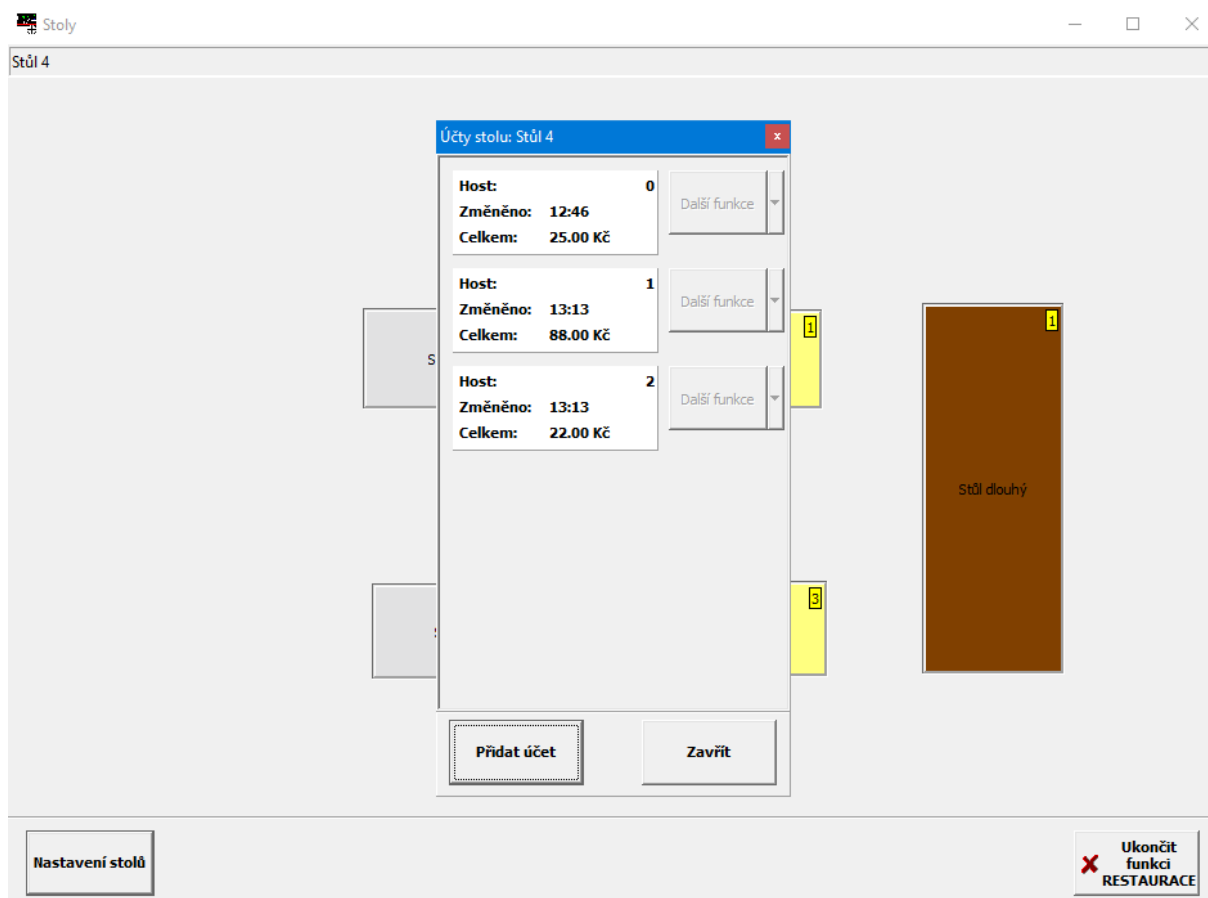 Stoly
Stůl 4
Účty stolu: Stůl 4
Host: 0
Změněno: 12:46
Celkem: 25.00 Kč
Další funkce
Host: 1
Změněno: 13:13
Celkem: 88.00 Kč
Další funkce
Host: 2
Změněno: 13:13
Celkem: 22.00 Kč
Další funkce
1
1
S
Stůl dlouhý
3
Přidat účet
Zavřít
Nastavení stolů
Ukončit
funkci
RESTAURACE